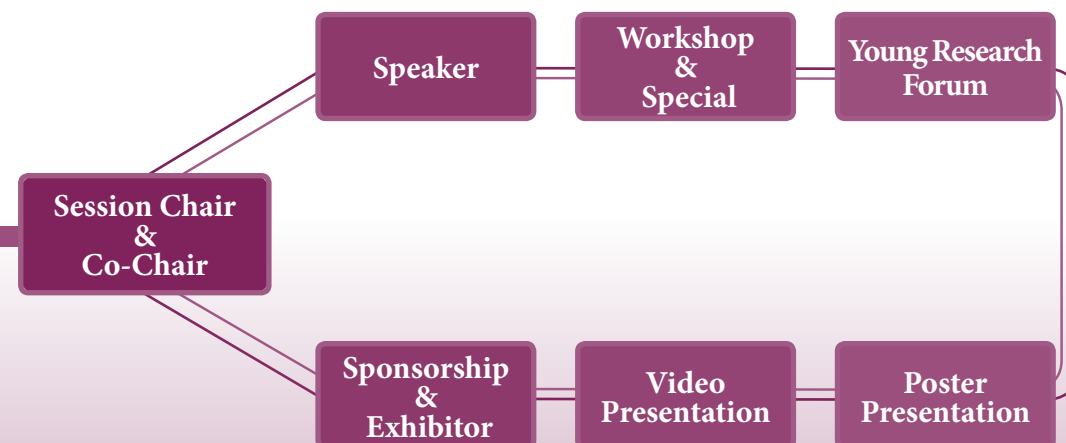 Speaker
Workshop
&
Special
Young Research
Forum
Session Chair
&
Co-Chair
Sponsorship
&
Exhibitor
Video
Presentation
Poster
Presentation